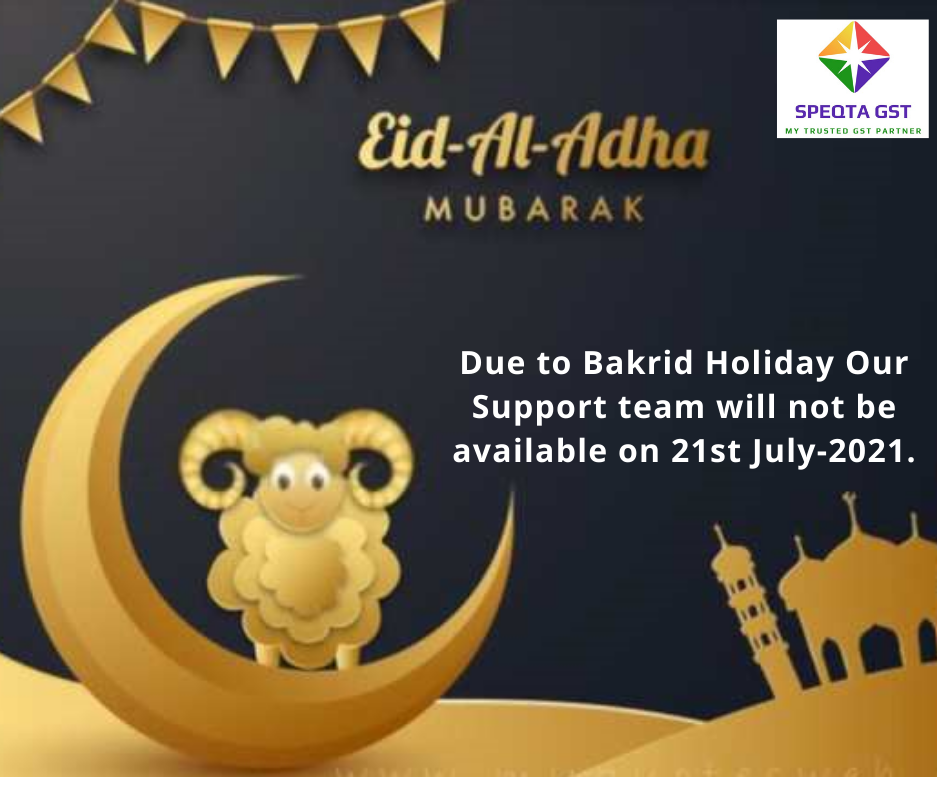 SPEQTA GST
MY TRUSTED GST PARTNER
Eid-Al-Adha
MUBARAK
Due to Bakrid Holiday Our
Support team will not be
available on 21st July-2021.